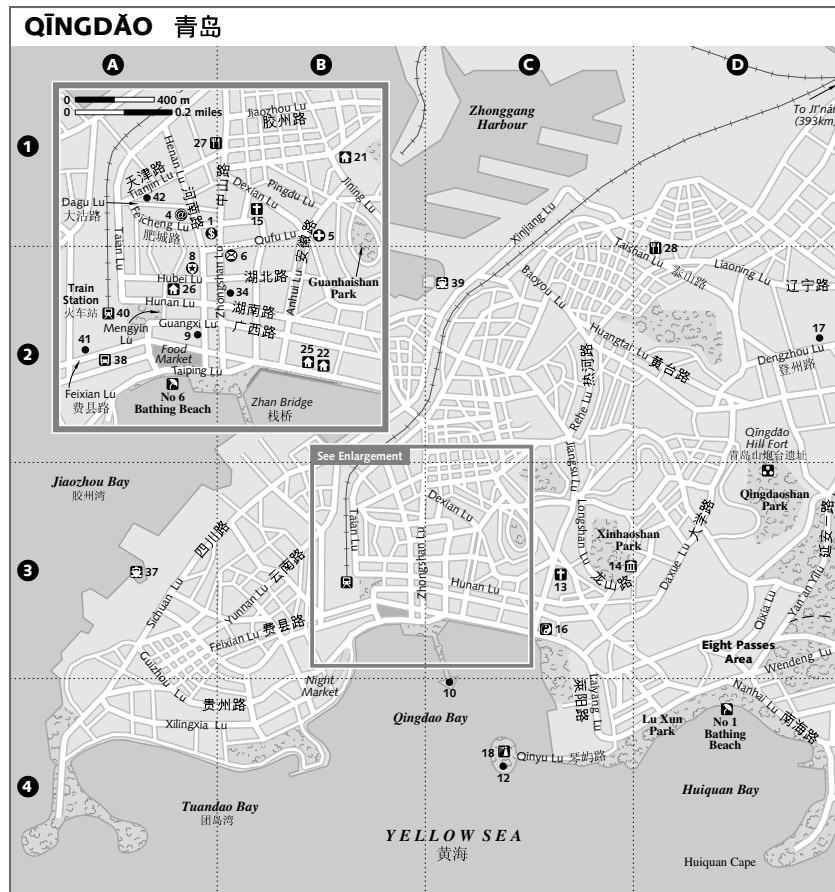 QĪNGDǍO 青岛
A
B
C
D
1
2
3
4
0 400 m
0 0.2 miles
Jiaozhou Lu
胶州路
Zhonggang
Harbour
To Jǐ'nán
(393km)
27
21
Henan Lu
河南路
天津路
Tianjin Lu
中山路
Pingdu Lu
Dexian Lu
Jining Lu
Dagu Lu
大沽路
42
4
Feicheng Lu
肥城路
1
15
5
Qufu Lu
安徽路
Taian Lu
8
6
Hubei Lu
湖北路
Anhui Lu
Guanhaishan
Park
Zhongshan Lu
Train
Station
火车站
26
34
Hunan Lu
湖南路
40
Mengyin
Lu
Guangxi Lu
广西路
9
41
38
Food
Market
25
22
Taiping Lu
Feixian Lu
费县路
No 6
Bathing Beach
Zhan Bridge
栈桥
Xinjiang Lu
39
Taishan Lu
泰山路
28
Liaoning Lu
辽宁路
Baoyou Lu
Huangtai Lu
黄台路
17
Dengzhou Lu
登州路
热河路
Rehe Lu
Qīngdǎo
Hill Fort
青岛山炮台遗址
Qingdaoshan
Park
See Enlargement
Jiaozhou Bay
胶州湾
Jiangsu Lu
Dexian Lu
Taian Lu
Zhongshan Lu
Hunan Lu
四川路
Sichuan Lu
37
云南路
Yunnan Lu
费县路
Feixian Lu
Longshan Lu
龙山路
Xinhaoshan
Park
14
大学路
Daxue Lu
延安一路
Yan'an Yilu
Qixia Lu
13
16
Eight Passes
Area
Wendeng Lu
Guizhou Lu
贵州路
Night
Market
10
Xilingxia Lu
Qingdao Bay
莱阳路
Laiyang Lu
Lu Xun
Park
No 1
Bathing
Beach
Nanhai Lu
南海路
18
12
Qinyu Lu 琴屿路
Tuandao Bay
团岛湾
Huiquan Bay
YELLOW SEA
黄海
Huiquan Cape